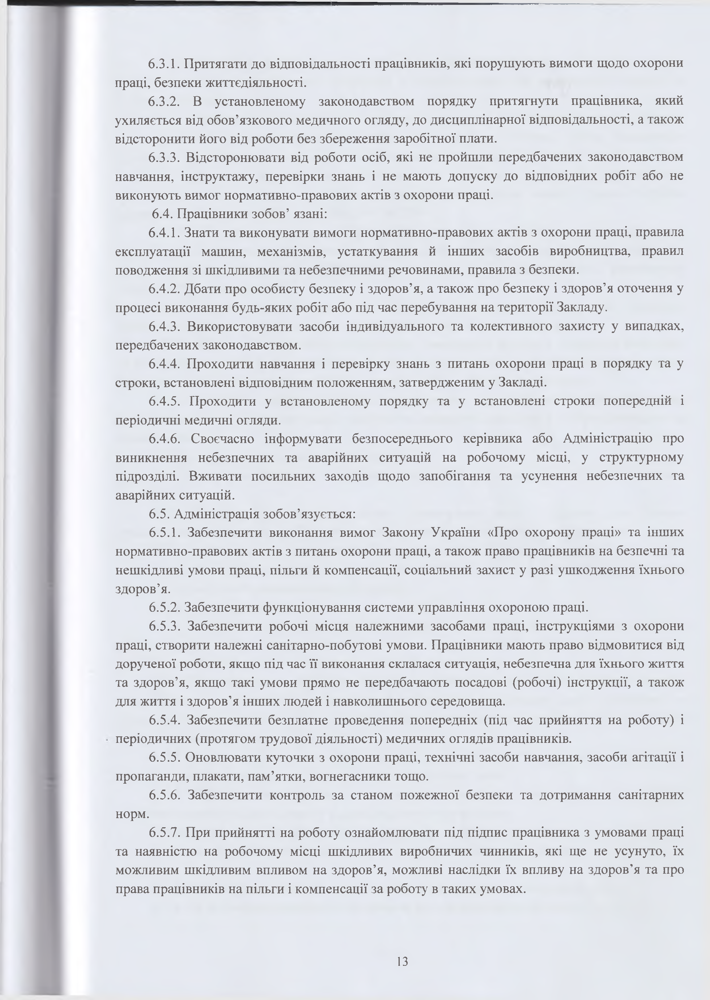 6.3.1. Притягати до відповідальності працівників, які порушують вимоги щодо охорони
праці, безпеки життєдіяльності.
6.3.2. В установленому законодавством порядку притягнути працівника, який
ухиляється від обов’язкового медичного огляду, до дисциплінарної відповідальності, а також
відсторонити його від роботи без збереження заробітної плати.
6.3.3. Відсторонювати від роботи осіб, які не пройшли передбачених законодавством
навчання, інструктажу, перевірки знань і не мають допуску до відповідних робіт або не
виконують вимог нормативно-правових актів з охорони праці.
6.4. Працівники зобов’ язані:
6.4.1. Знати та виконувати вимоги нормативно-правових актів з охорони праці, правила
експлуатації машин, механізмів, устаткування й інших засобів виробництва, правил
поводження зі шкідливими та небезпечними речовинами, правила з безпеки.
6.4.2. Дбати про особисту безпеку і здоров’я, а також про безпеку і здоров’я оточення у
процесі виконання будь-яких робіт або під час перебування на території Закладу.
6.4.3. Використовувати засоби індивідуального та колективного захисту у випадках,
передбачених законодавством.
6.4.4. Проходити навчання і перевірку знань з питань охорони праці в порядку та у
строки, встановлені відповідним положенням, затвердженим у Закладі.
6.4.5. Проходити у встановленому порядку та у встановлені строки попередній і
періодичні медичні огляди.
6.4.6. Своєчасно інформувати безпосереднього керівника або Адміністрацію про
виникнення небезпечних та аварійних ситуацій на робочому місці, у структурному
підрозділі. Вживати посильних заходів щодо запобігання та усунення небезпечних та
аварійних ситуацій.
6.5. Адміністрація зобов’язується:
6.5.1. Забезпечити виконання вимог Закону України «Про охорону праці» та інших
нормативно-правових актів з питань охорони праці, а також право працівників на безпечні та
нешкідливі умови праці, пільги й компенсації, соціальний захист у разі ушкодження їхнього
здоров’я.
6.5.2. Забезпечити функціонування системи управління охороною праці.
6.5.3. Забезпечити робочі місця належними засобами праці, інструкціями з охорони
праці, створити належні санітарно-побутові умови. Працівники мають право відмовитися від
дорученої роботи, якщо під час її виконання склалася ситуація, небезпечна для їхнього життя
та здоров’я, якщо такі умови прямо не передбачають посадові (робочі) інструкції, а також
для життя і здоров’я інших людей і навколишнього середовища.
6.5.4. Забезпечити безплатне проведення попередніх (під час прийняття на роботу) і
періодичних (протягом трудової діяльності) медичних оглядів працівників.
6.5.5. Оновлювати куточки з охорони праці, технічні засоби навчання, засоби агітації і
пропаганди, плакати, пам’ятки, вогнегасники тощо.
6.5.6. Забезпечити контроль за станом пожежної безпеки та дотримання санітарних
норм.
6.5.7. При прийнятті на роботу ознайомлювати під підпис працівника з умовами праці
та наявністю на робочому місці шкідливих виробничих чинників, які ще не усунуто, їх
можливим шкідливим впливом на здоров’я, можливі наслідки їх впливу на здоров’я та про
права працівників на пільги і компенсації за роботу в таких умовах.
13